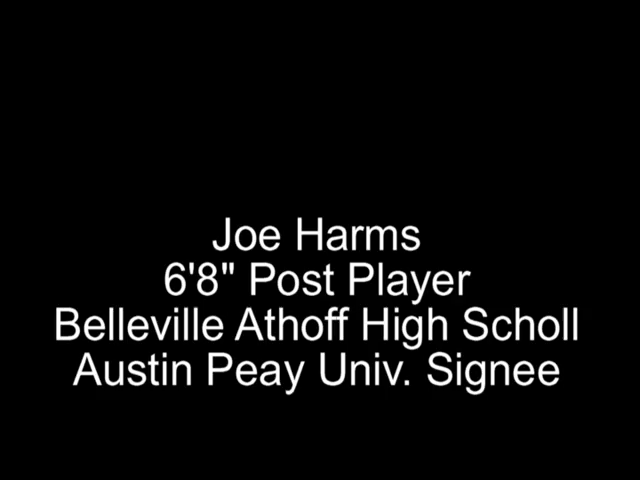 Joe Harms
6'8" Post Player
Belleville Athoff High Scholl
Austin Peay Univ. Signee